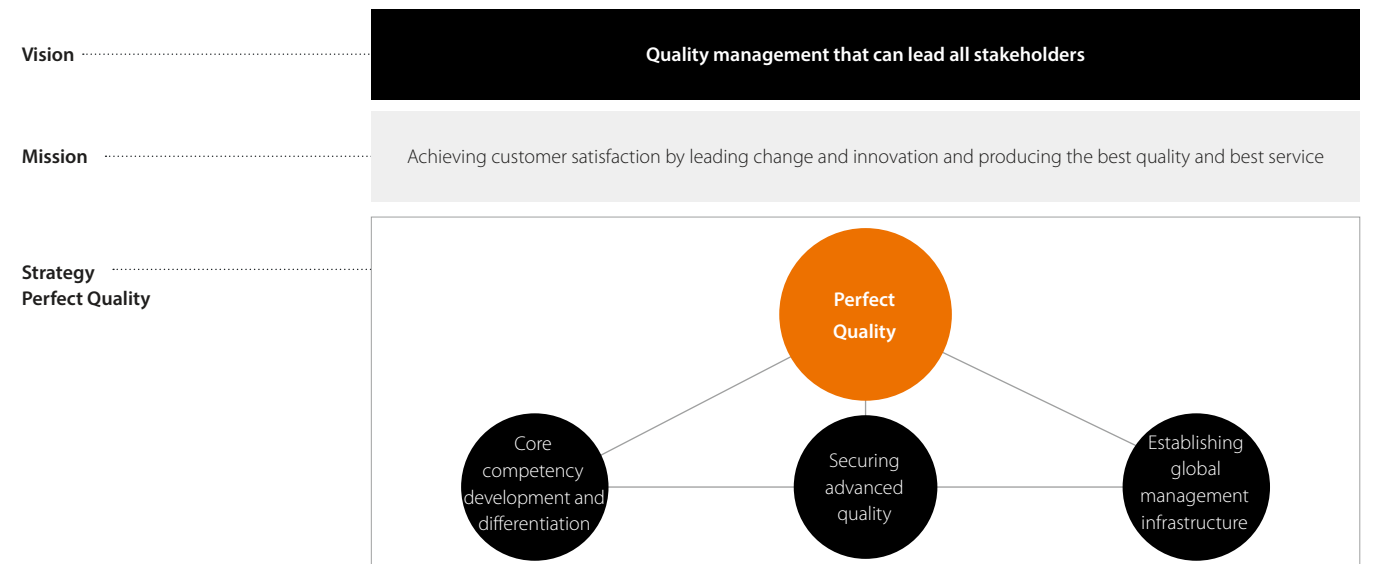 Vision
Quality management that can lead all stakeholders
Mission
Achieving customer satisfaction by leading change and innovation and producing the best quality and best service
Strategy
Perfect Quality
Perfect
Quality
Core
competency
development and
differentiation
Securing
advanced
quality
Establishing
global
management
infrastructure